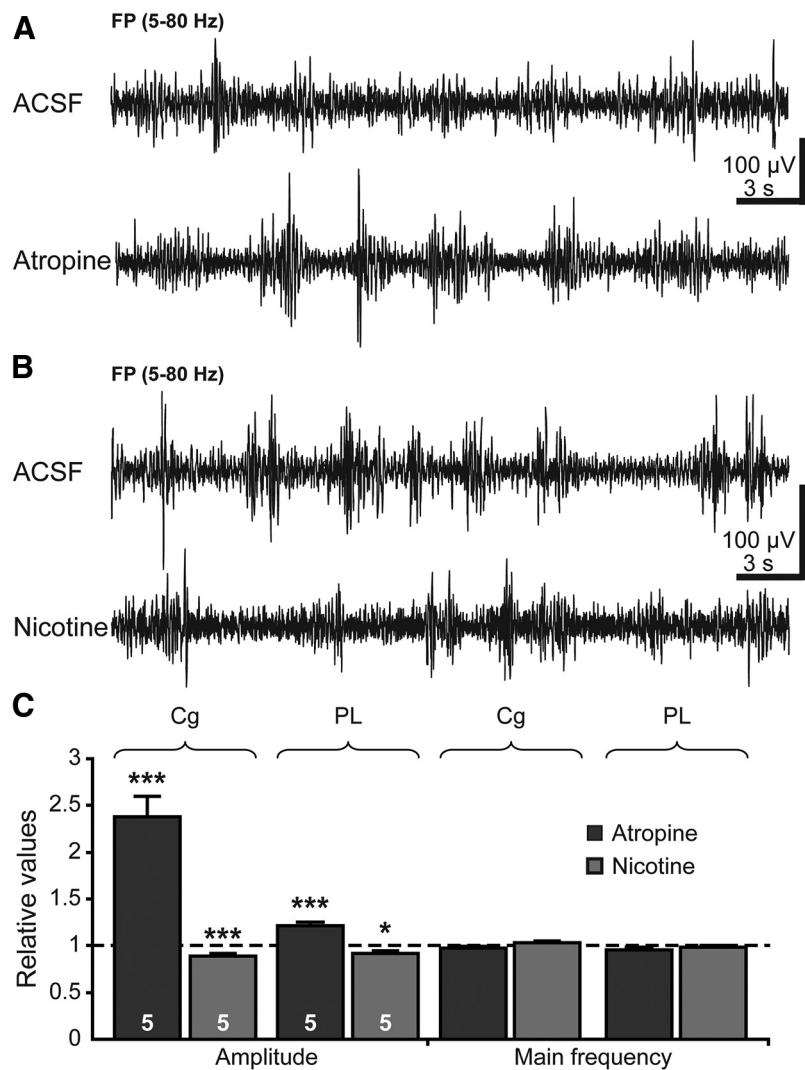 A
FP (5-80 Hz)
ACSF
100 µV
3 s
Atropine
B
FP (5-80 Hz)
ACSF
100 µV
3 s
Nicotine
C
Cg PL Cg PL
3
2.5
2
1.5
1
0.5
0
Relative values
*** *** *** *
Atropine
Nicotine
5 5 5 5
Amplitude Main frequency